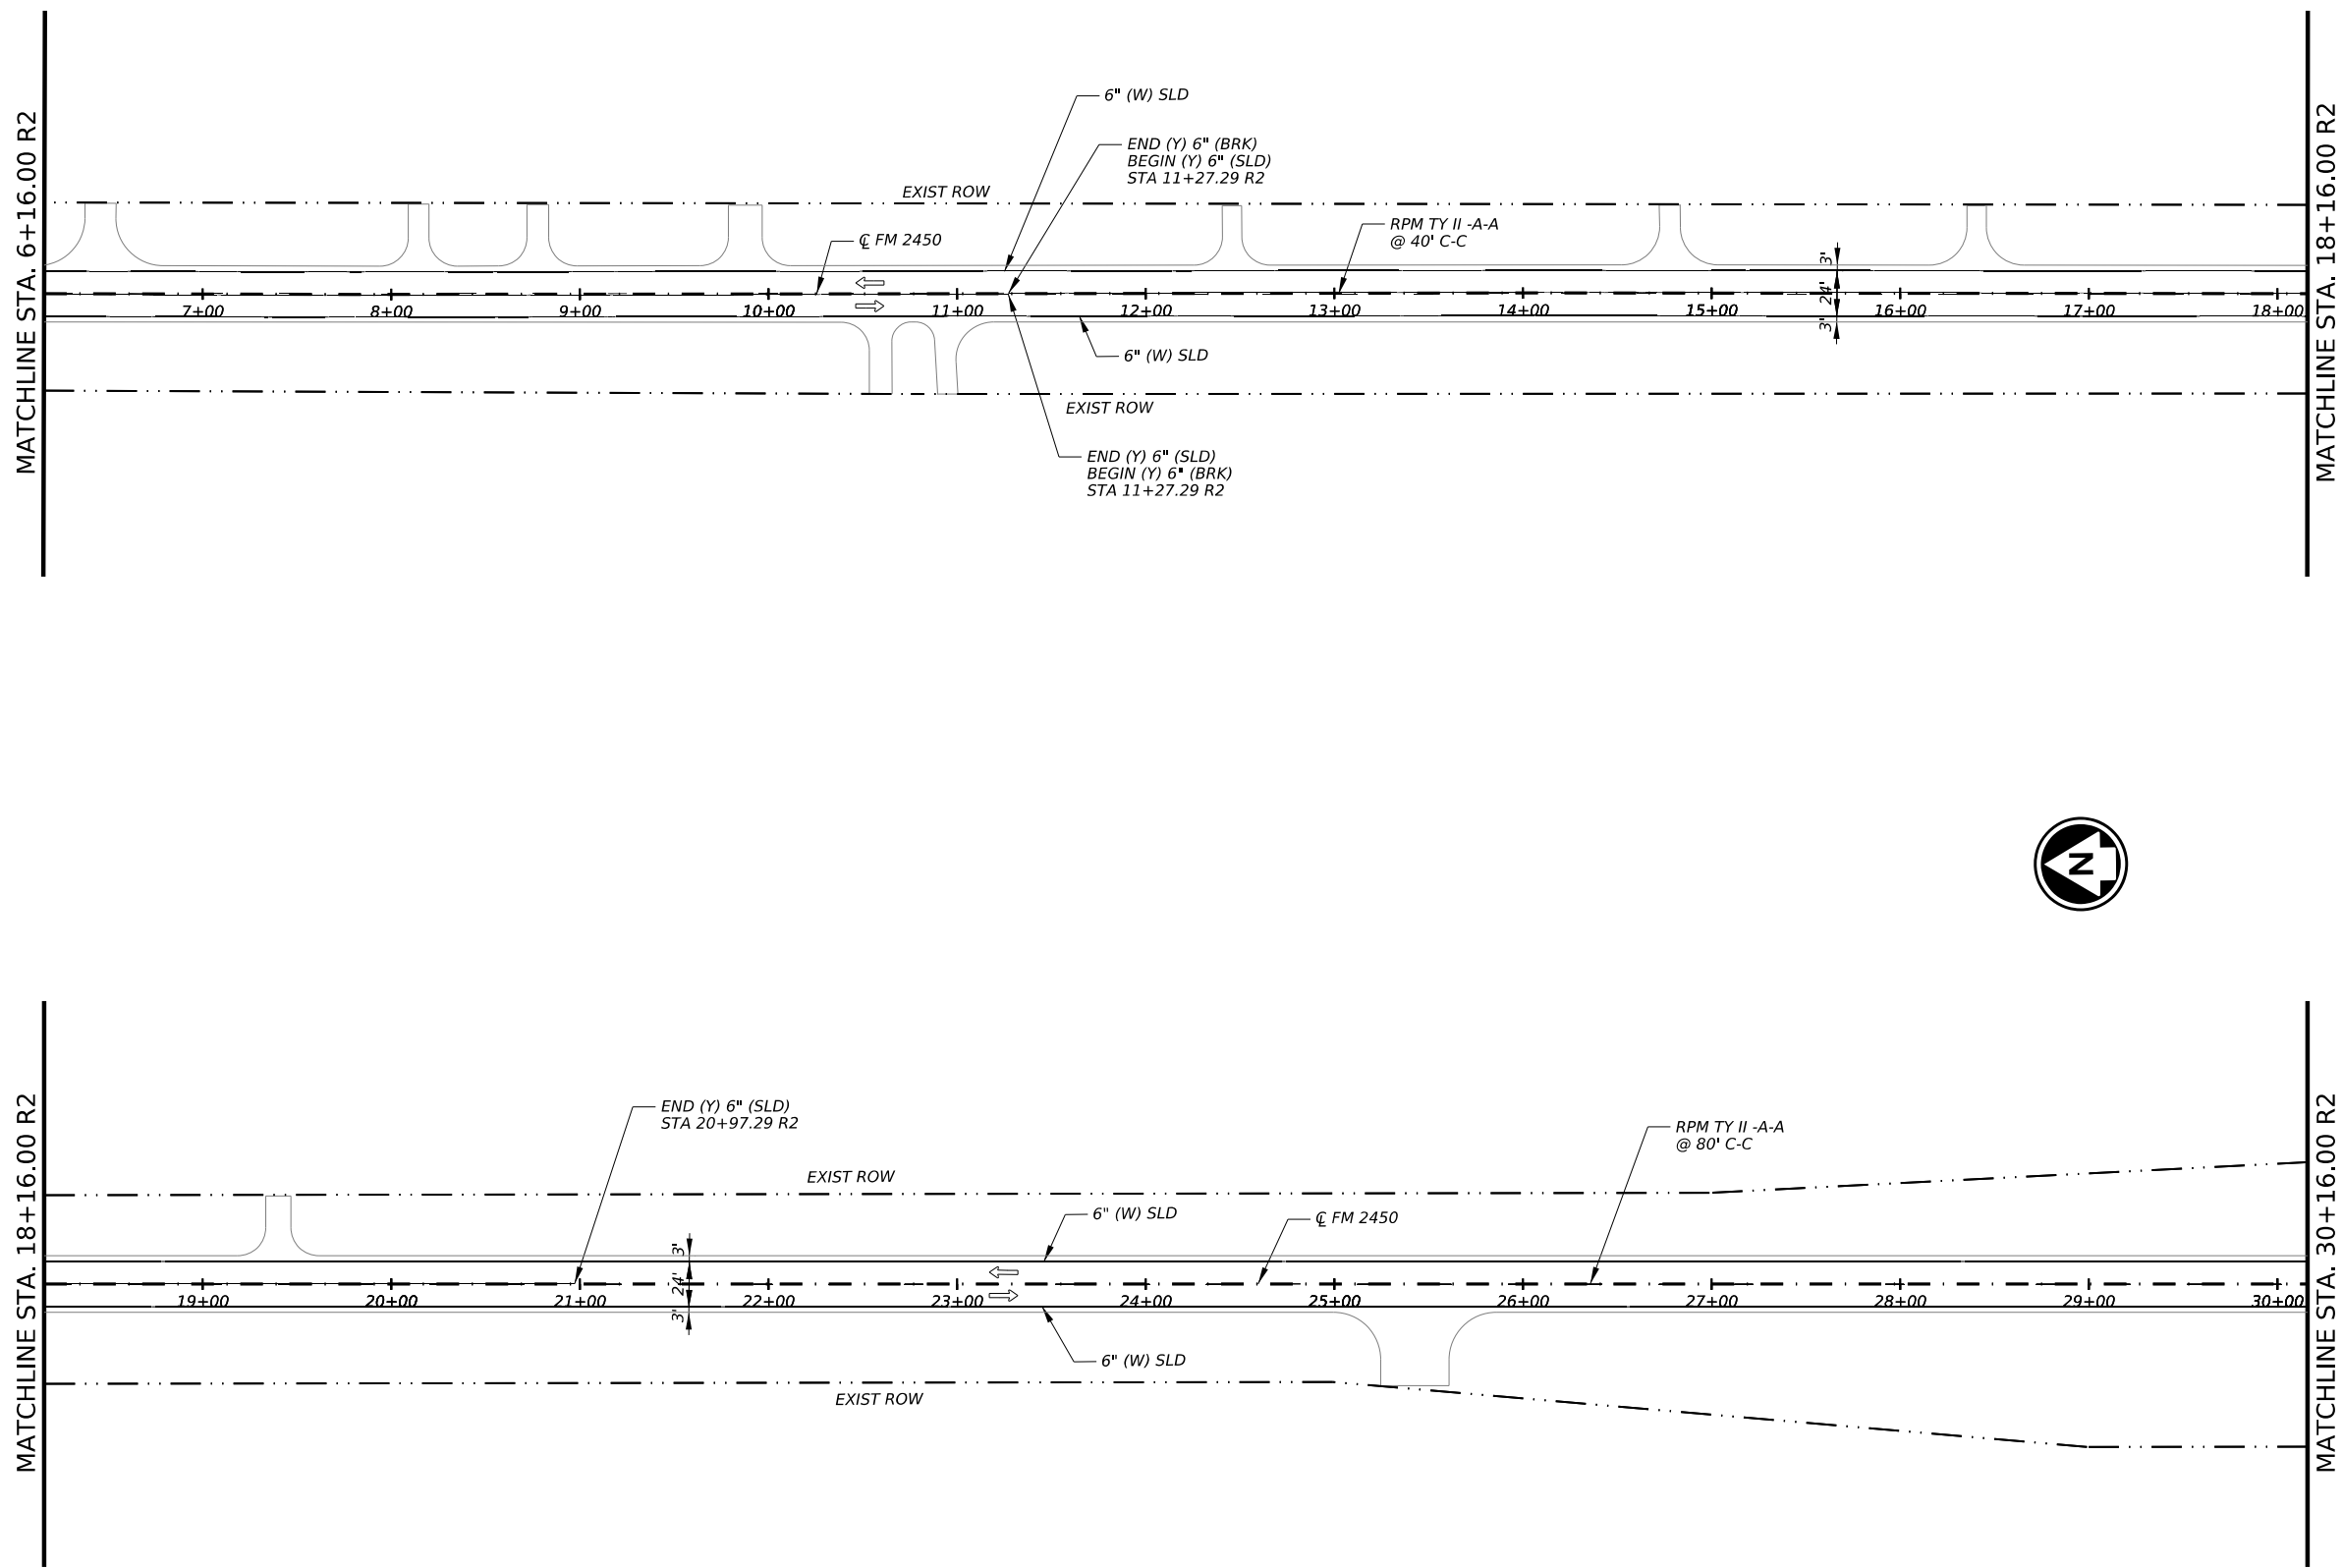 MATCHLINE STA. 6+16.00 R2
6" (W) SLD
END (Y) 6" (BRK)
BEGIN (Y) 6" (SLD)
STA 11+27.29 R2
EXIST ROW
RPM TY II -A-A
@ 40' C-C
℄ FM 2450
3'
24'
3'
7+00 8+00 9+00 10+00 11+00 12+00 13+00 14+00 15+00 16+00 17+00 18+00
6" (W) SLD
EXIST ROW
END (Y) 6" (SLD)
BEGIN (Y) 6" (BRK)
STA 11+27.29 R2
MATCHLINE STA. 18+16.00 R2
N
MATCHLINE STA. 18+16.00 R2
END (Y) 6" (SLD)
STA 20+97.29 R2
RPM TY II -A-A
@ 80' C-C
EXIST ROW
6" (W) SLD
℄ FM 2450
3'
24'
3'
19+00 20+00 21+00 22+00 23+00 24+00 25+00 26+00 27+00 28+00 29+00 30+00
6" (W) SLD
EXIST ROW
MATCHLINE STA. 30+16.00 R2